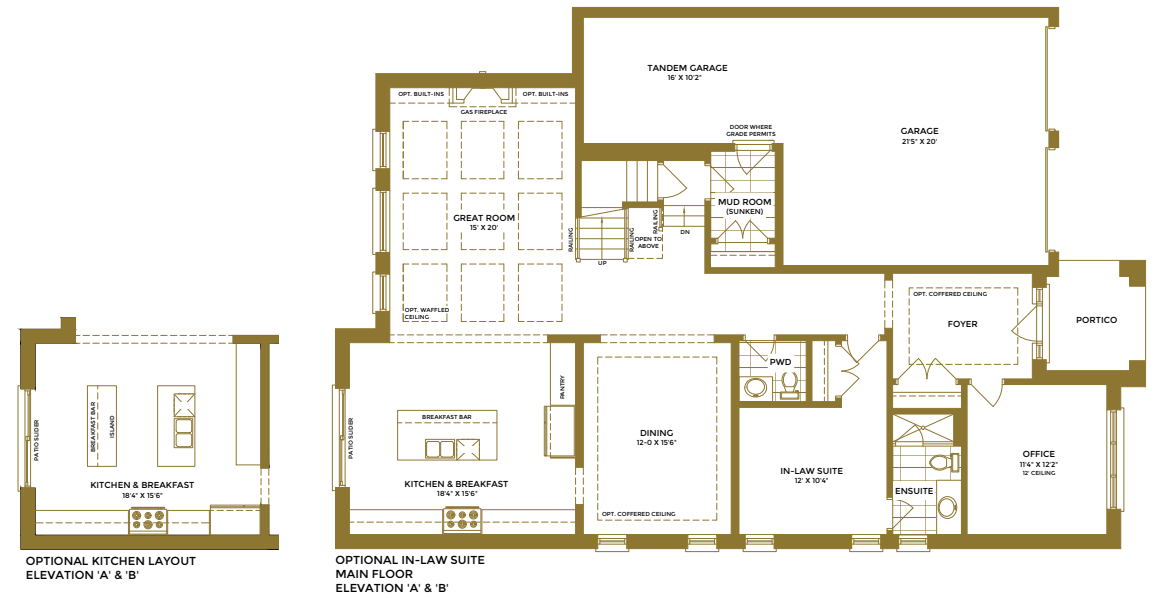 TANDEM GARAGE
16' X 10'2"
GARAGE
21'5" X 20'
OPT. BUILT-INS
OPT. BUILT-INS
GAS FIREPLACE
DOOR WHERE
GRADE PERMITS
MUD ROOM
(SUNKEN)
GREAT ROOM
15' X 20'
RAILING
RAILING
RAILING
OPEN TO
ABOVE
UP
DN
OPT. WAFFLED
CEILING
OPT. COFFERED CEILING
FOYER
PORTICO
PWD
PANTRY
PATIO SLIDER
BREAKFAST BAR
KITCHEN & BREAKFAST
18'4" X 15'6"
DINING
12-0 X 15'6"
OPT. COFFERED CEILING
IN-LAW SUITE
12' X 10'4"
ENSUITE
OFFICE
11'4" X 12'2"
12' CEILING
PATIO SLIDER
BREAKFAST BAR
ISLAND
KITCHEN & BREAKFAST
18'4" X 15'6"
OPTIONAL KITCHEN LAYOUT
ELEVATION 'A' & 'B'
OPTIONAL IN-LAW SUITE
MAIN FLOOR
ELEVATION 'A' & 'B'